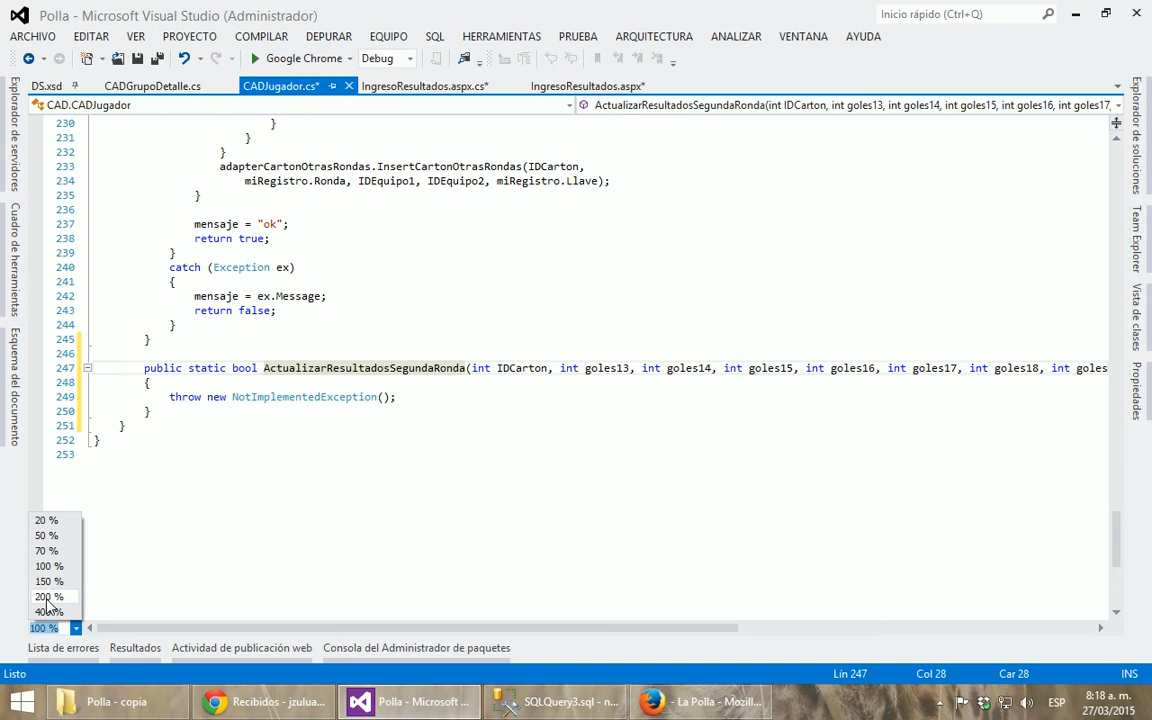 Polla - Microsoft Visual Studio (Administrador)
Inicio rápido (Ctrl+Q)
ARCHIVO EDITAR VER PROYECTO COMPILAR DEPURAR EQUIPO SQL HERRAMIENTAS PRUEBA ARQUITECTURA ANALIZAR VENTANA AYUDA
Google Chrome Debug
DS.xsd CADGrupoDetalle.cs CADJugador.cs* IngresoResultados.aspx.cs* IngresoResultados.aspx*
CAD.CADJugador ActualizarResultadosSegundaRonda(int IDCarton, int goles13, int goles14, int goles15, int goles16, int goles17,
230 }
231 }
232 }
233 adapterCartonOtrasRondas.InsertCartonOtrasRondas(IDCarton,
234 miRegistro.Ronda, IDEquipo1, IDEquipo2, miRegistro.Llave);
235 }
236
237 mensaje = "ok";
238 return true;
239 }
240 catch (Exception ex)
241 {
242 mensaje = ex.Message;
243 return false;
244 }
245 }
246
247 public static bool ActualizarResultadosSegundaRonda(int IDCarton, int goles13, int goles14, int goles15, int goles16, int goles17, int goles18, int goles
248 {
249 throw new NotImplementedException();
250 }
251 }
252 }
253
Explorador de servidores
Cuadro de herramientas
Esquema del documento
Explorador de soluciones
Team Explorer
Vista de clases
Propiedades
20 %
50 %
70 %
100 %
150 %
200 %
400 %
100 %
Lista de errores Resultados Actividad de publicación web Consola del Administrador de paquetes
Listo Lín 247 Col 28 Car 28 INS
Polla - copia Recibidos - jzulua... Polla - Microsoft ... SQLQuery3.sql - n... - La Polla - Mozill... ESP 8:18 a. m.
27/03/2015